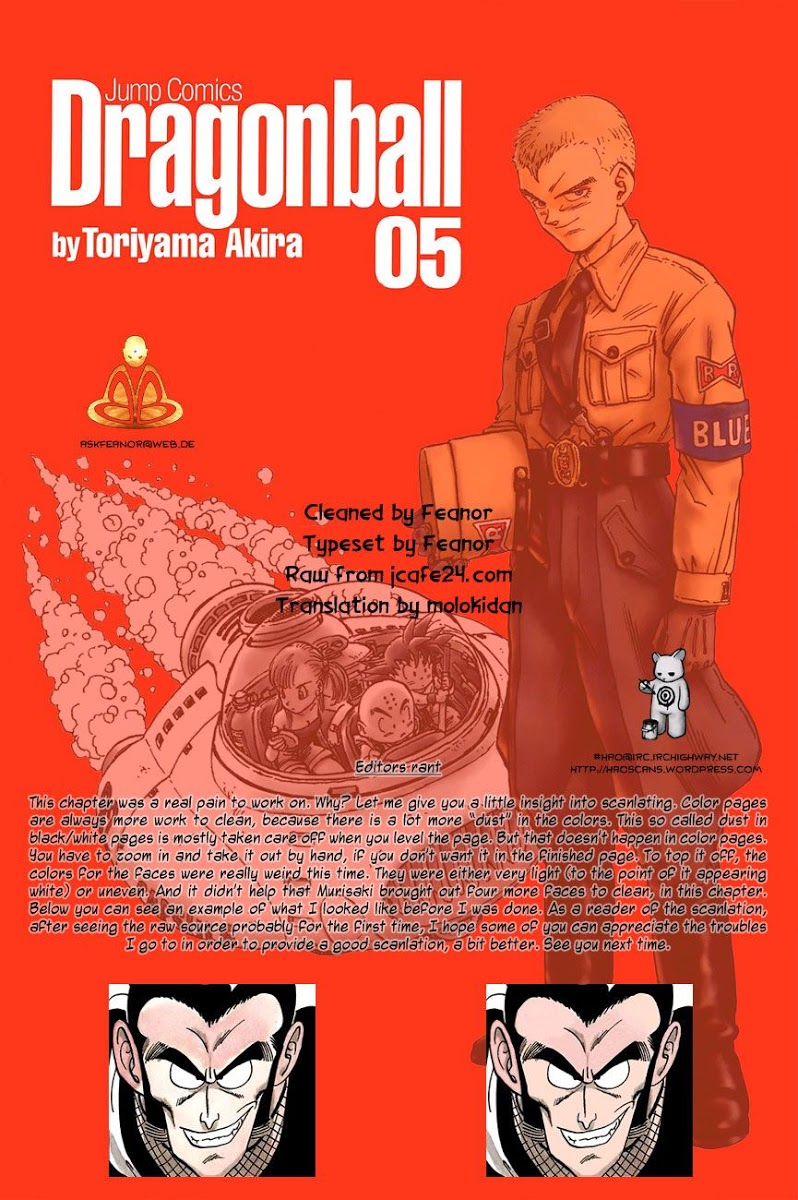 Jump Comics
Dragonball
by Toriyama Akira
05
R R
BLUE
ASKFEANOR@WEB.DE
Cleaned by Feanor
Typeset by Feanor
Raw from jcafe24.com
Translation by molokidan
#HAO@IRC.IRCHIGHWAY.NET
HTTP://HAOSCANS.WORDPRESS.COM
Editors rant
This chapter was a real pain to work on. Why? Let me give you a little insight into scanlating. Color pages
are always more work to clean, because there is a lot more "dust" in the colors. This so called dust in
black/white pages is mostly taken care off when you level the page. But that doesn't happen in color pages.
You have to zoom in and take it out by hand, if you don't want it in the finished page. To top it off, the
colors for the faces were really weird this time. They were either very light (to the point of it appearing
white) or uneven. And it didn't help that Murisaki brought out four more faces to clean, in this chapter.
Below you can see an example of what I looked like before I was done. As a reader of the scanlation,
after seeing the raw source probably for the first time, I hope some of you can appreciate the troubles
I go to in order to provide a good scanlation, a bit better. See you next time.